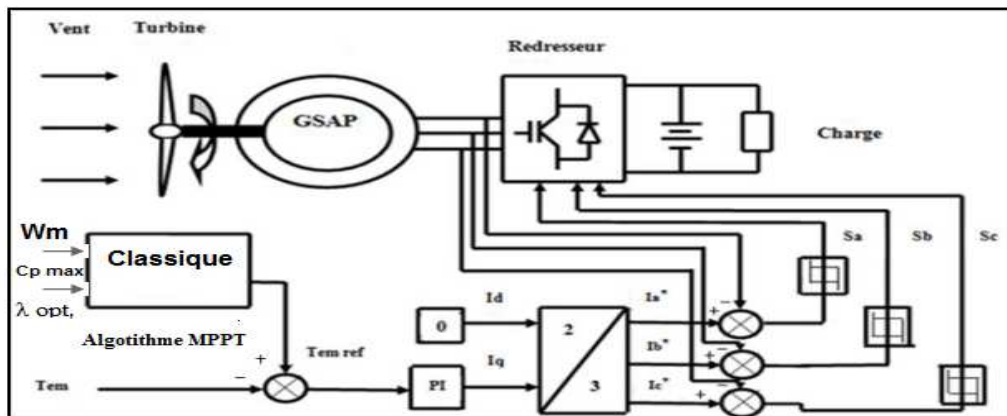 Vent Turbine
Redresseur
GSAP
Charge
Wm
Cp max
λ opt,
Classique
Algotithme MPPT
Sa Sb Sc
0
Id
2
3
Ia*
Ib*
Ic*
+
−
Tem ref
Iq
PI
Tem
+ −
+ −
+ −